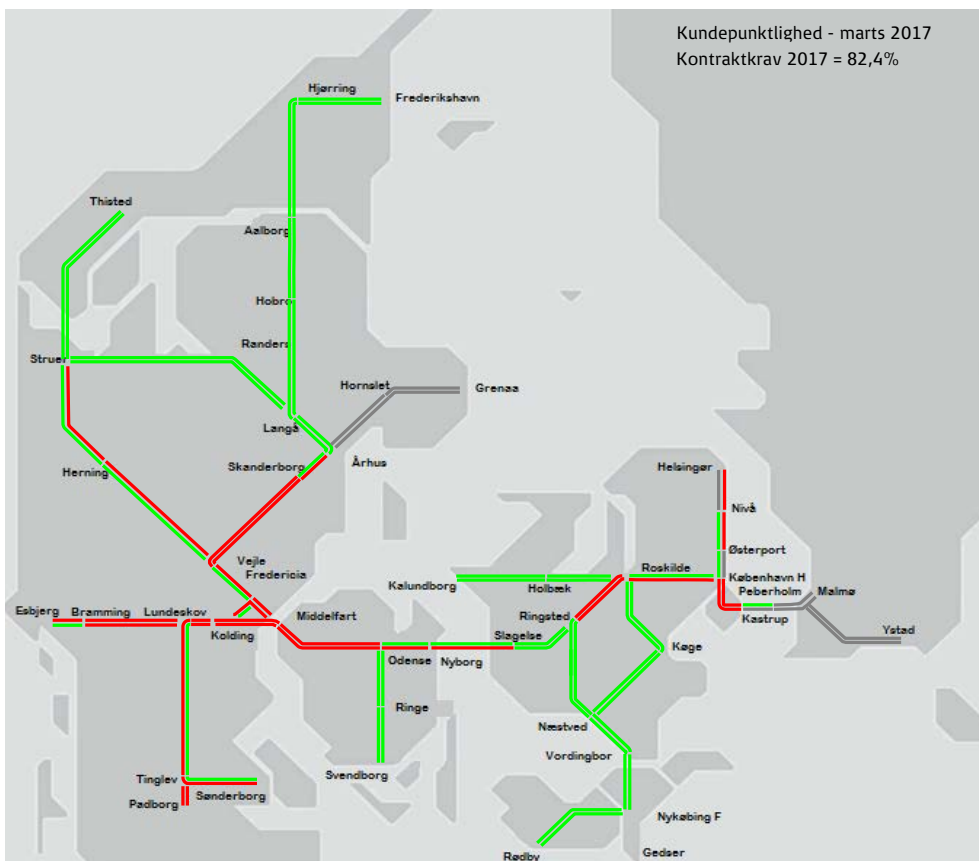 Kundepunktlighed - marts 2017
Kontraktkrav 2017 = 82,4%
Hjørring
Frederikshavn
Thisted
Aalborg
Hobro
Randers
Struer
Hornslet
Grenaa
Langå
Århus
Skanderborg
Herning
Helsingør
Nivå
Østerport
Vejle
Roskilde
Fredericia
København H
Kalundborg
Holbæk
Peberholm
Malmø
Esbjerg
Bramming
Lundeskov
Middelfart
Ringsted
Kastrup
Kolding
Slagelse
Ystad
Køge
Odense
Nyborg
Ringe
Næstved
Vordingbor
Svendborg
Tinglev
Sønderborg
Padborg
Nykøbing F
Rødby
Gedser